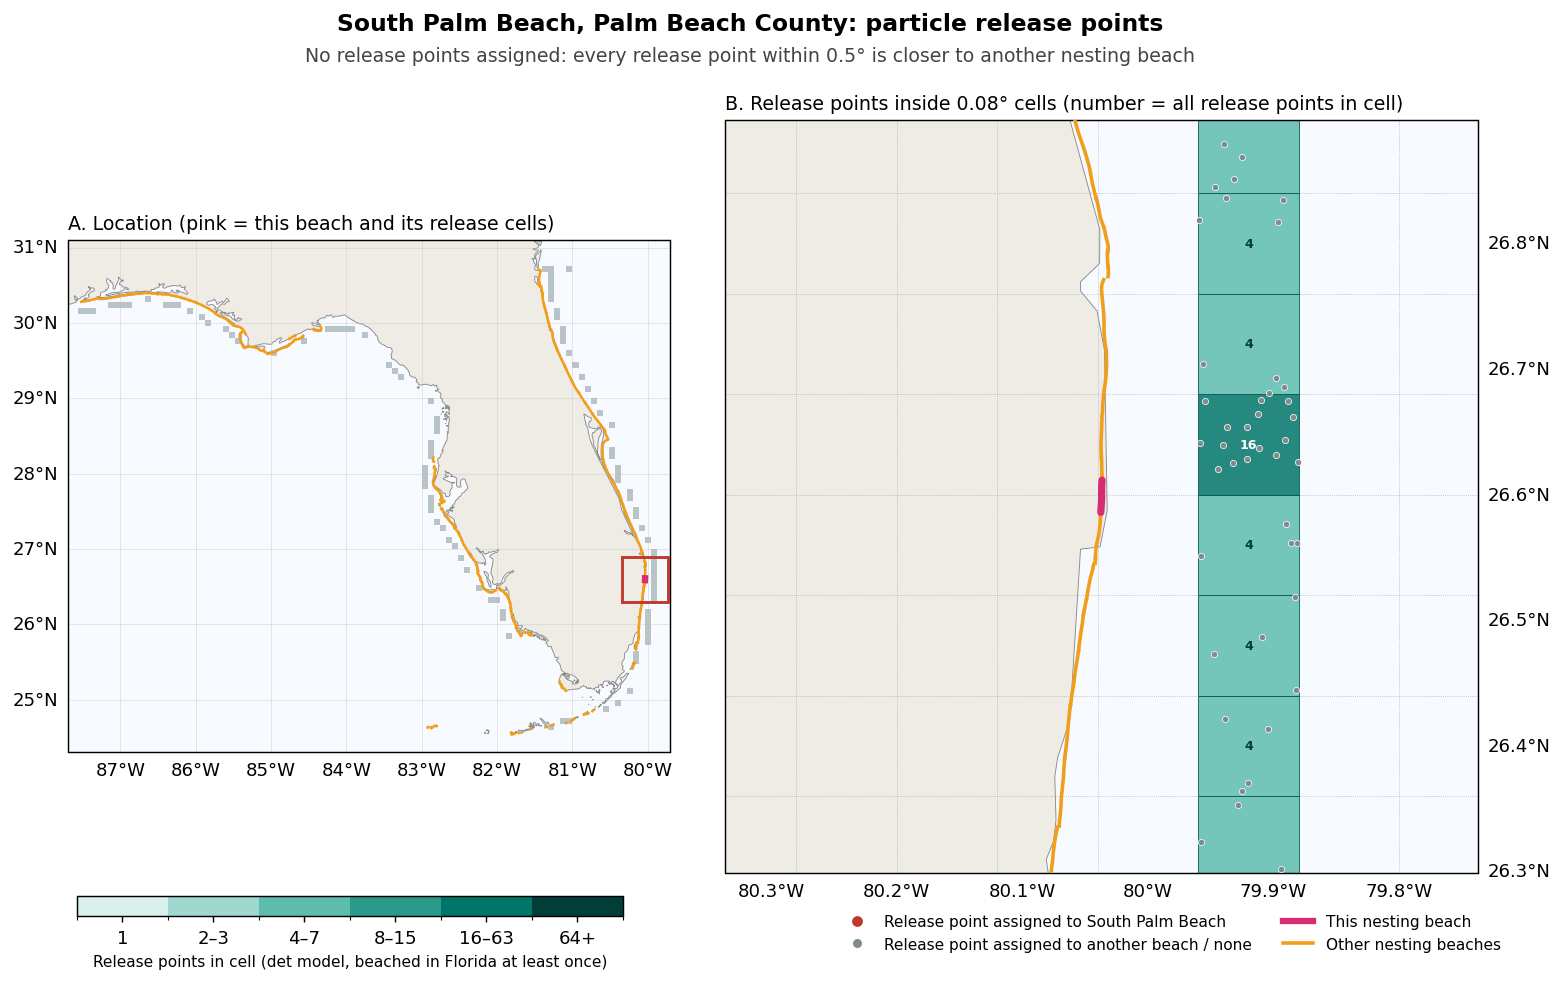 South Palm Beach, Palm Beach County: particle release points
No release points assigned: every release point within 0.5° is closer to another nesting beach
A. Location (pink = this beach and its release cells)
31°N
30°N
29°N
28°N
27°N
26°N
25°N
87°W 86°W 85°W 84°W 83°W 82°W 81°W 80°W
B. Release points inside 0.08° cells (number = all release points in cell)
4
4
16
4
4
4
26.8°N
26.7°N
26.6°N
26.5°N
26.4°N
26.3°N
80.3°W 80.2°W 80.1°W 80°W 79.9°W 79.8°W
1 2–3 4–7 8–15 16–63 64+
Release points in cell (det model, beached in Florida at least once)
Release point assigned to South Palm Beach
Release point assigned to another beach / none
This nesting beach
Other nesting beaches